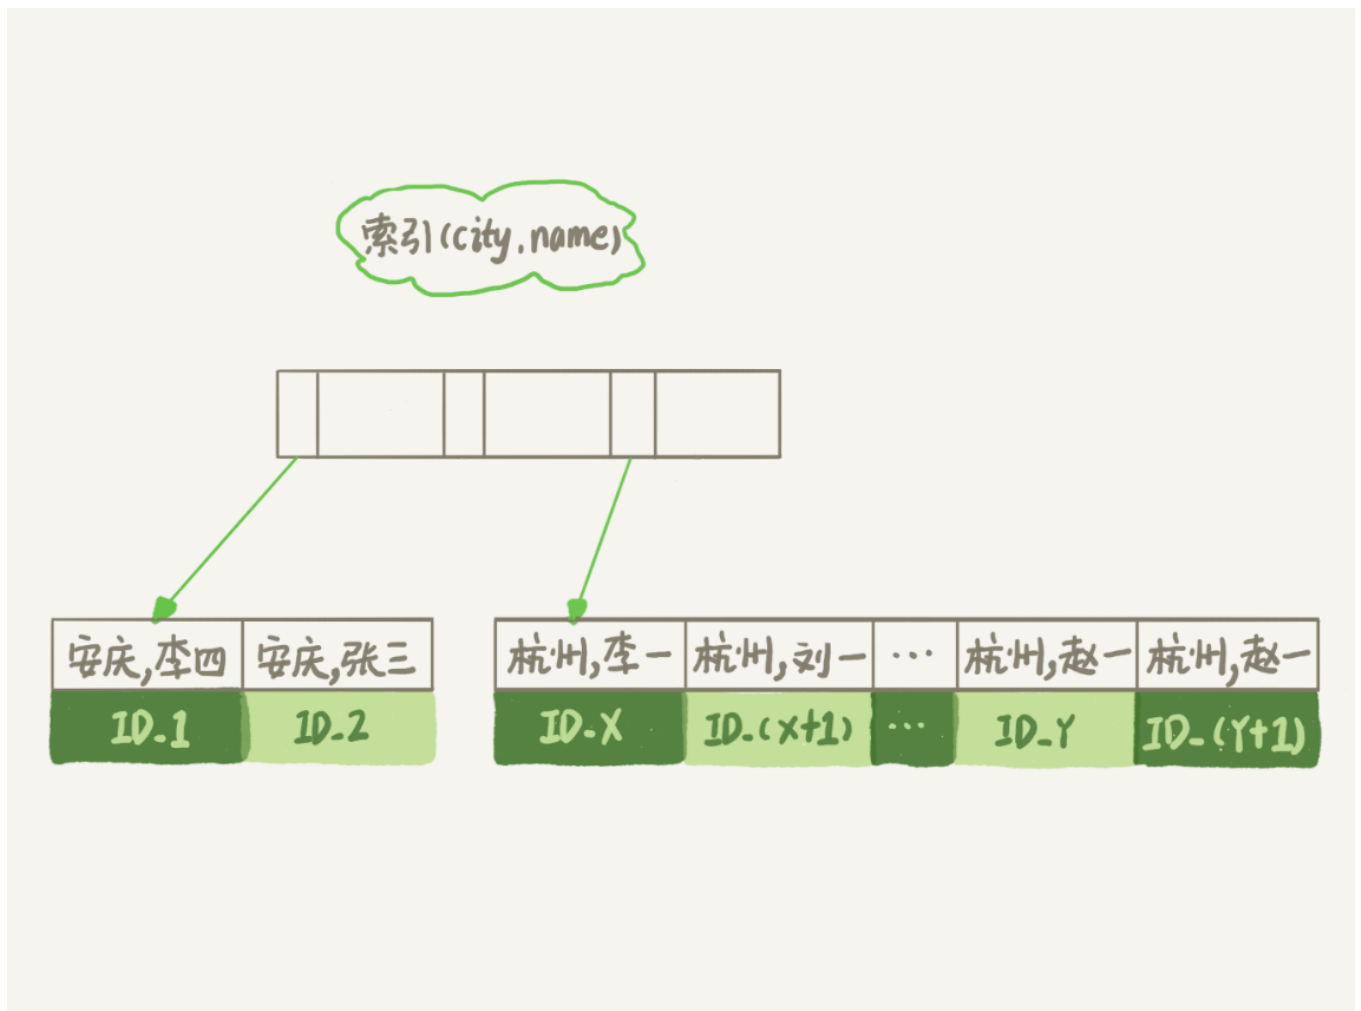 索引(city,name)
安庆,李四 安庆,张三 杭州,李一 杭州,刘一 ... 杭州,赵一 杭州,赵一
ID_1 ID_2 ID_X ID_(X+1) ... ID_Y ID_(Y+1)